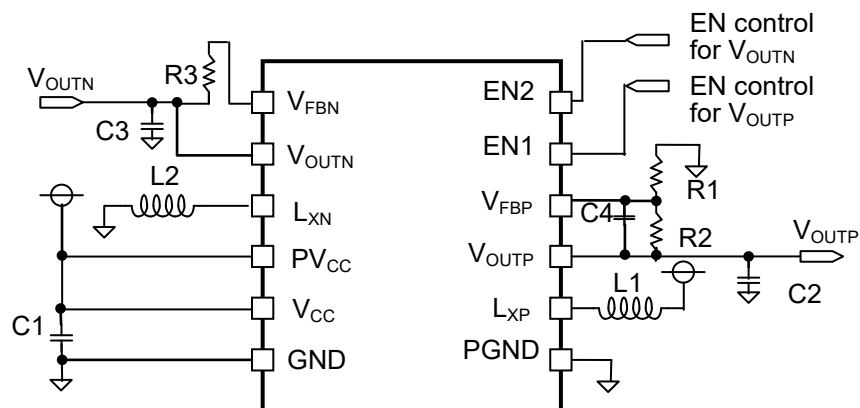 EN control
for VOUTN
EN control
for VOUTP
VOUTN
R3
C3
VFBN
EN2
VOUTN
EN1
L2
LXN
VFBP
C4
R1
PVCC
VOUTP
R2
VOUTP
VCC
LXP
L1
C2
C1
GND
PGND